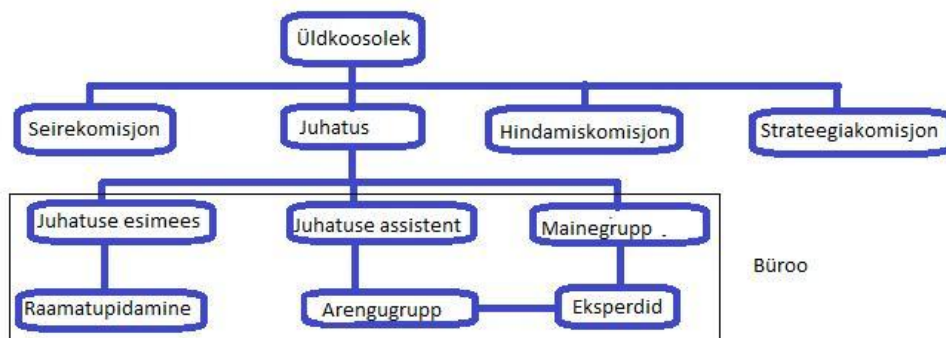 Üldkoosolek
Seirekomisjon
Juhatus
Hindamiskomisjon
Strateegiakomisjon
Juhatuse esimees
Juhatuse assistent
Mainegrupp .
Büroo
Raamatupidamine
Arengugrupp
Eksperdid